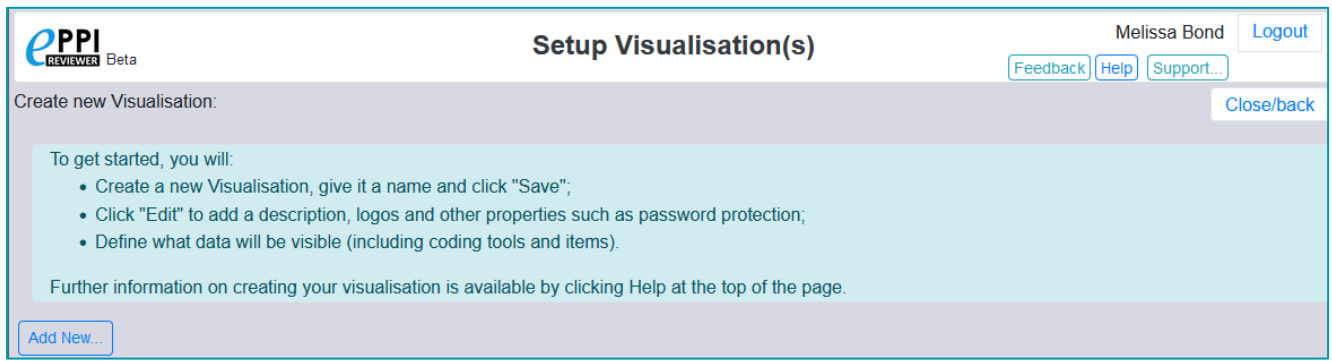 ePPI
REVIEWER Beta
Setup Visualisation(s)
Melissa Bond Logout
Feedback Help Support...
Create new Visualisation:
Close/back
To get started, you will:
• Create a new Visualisation, give it a name and click "Save";
• Click "Edit" to add a description, logos and other properties such as password protection;
• Define what data will be visible (including coding tools and items).
Further information on creating your visualisation is available by clicking Help at the top of the page.
Add New...